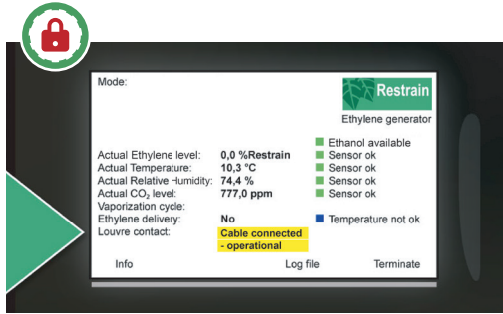 Mode:
Restrain
Ethylene generator
Ethanol available
Actual Ethylene level: 0,0 %Restrain Sensor ok
Actual Temperature: 10,3 °C Sensor ok
Actual Relative Humidity: 74,4 % Sensor ok
Actual CO₂ level: 777,0 ppm Sensor ok
Vaporization cycle:
Ethylene delivery: No Temperature not ok
Louvre contact: Cable connected
- operational
Info Log file Terminate